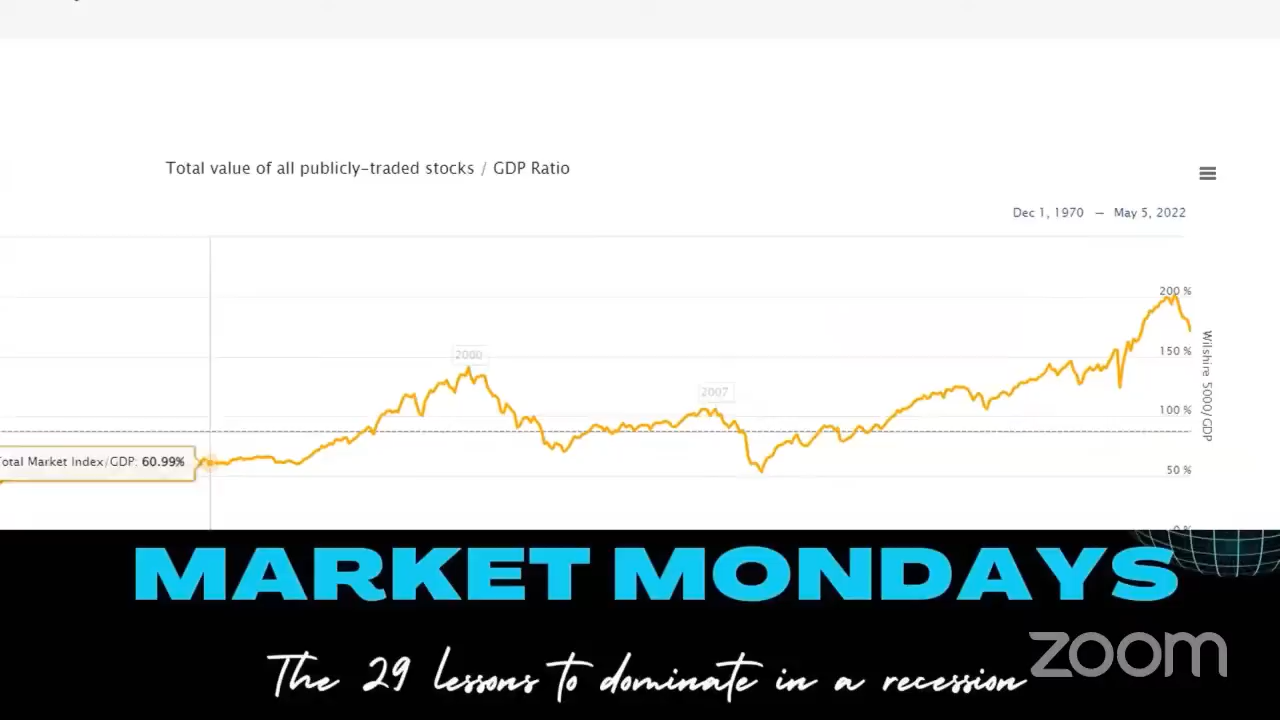 Total value of all publicly-traded stocks / GDP Ratio
Dec 1, 1970 – May 5, 2022
200 %
2000
150 %
2007
100 %
Wilshire 5000/GDP
Total Market Index/GDP: 60.99%
50 %
0 %
MARKET MONDAYS
The 29 lessons to dominate in a recession
zoom